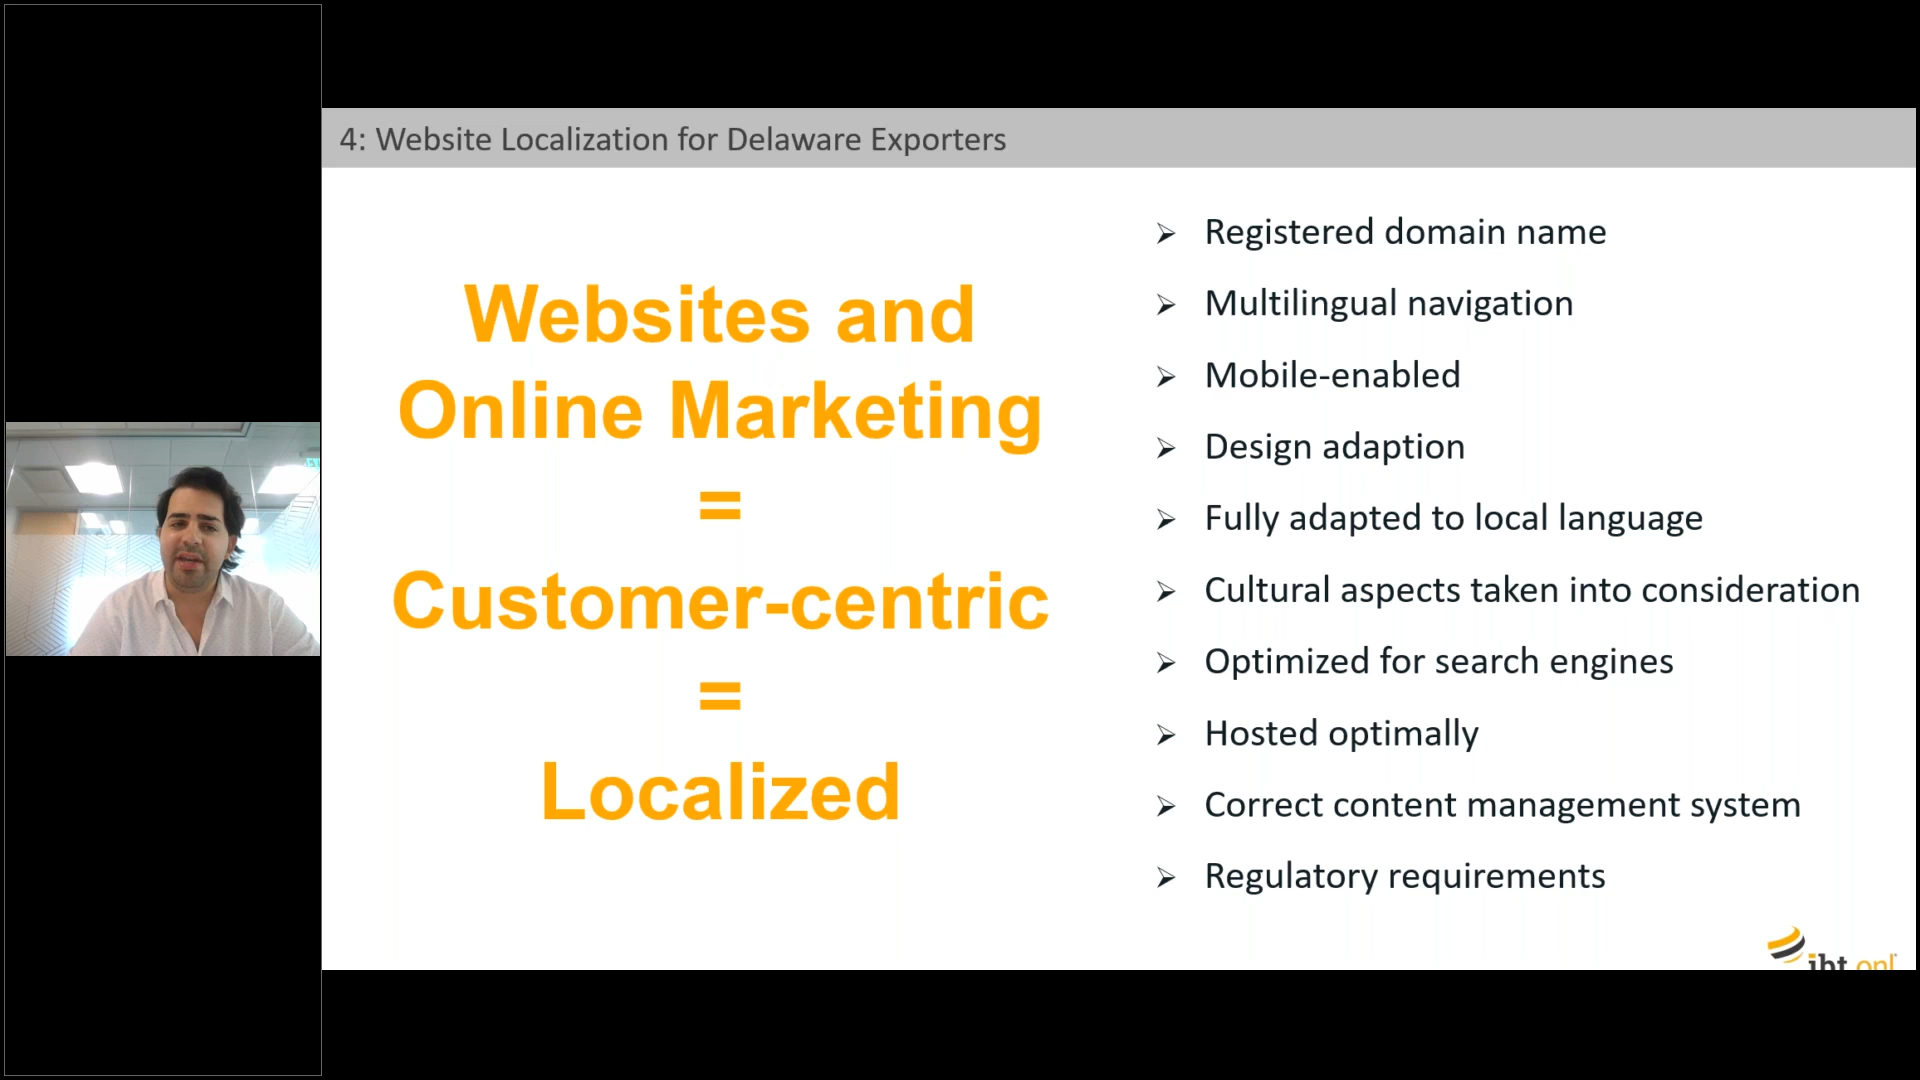 4: Website Localization for Delaware Exporters
Websites and
Online Marketing
=
Customer-centric
=
Localized
➢ Registered domain name
➢ Multilingual navigation
➢ Mobile-enabled
➢ Design adaption
➢ Fully adapted to local language
➢ Cultural aspects taken into consideration
➢ Optimized for search engines
➢ Hosted optimally
➢ Correct content management system
➢ Regulatory requirements
ibt onl